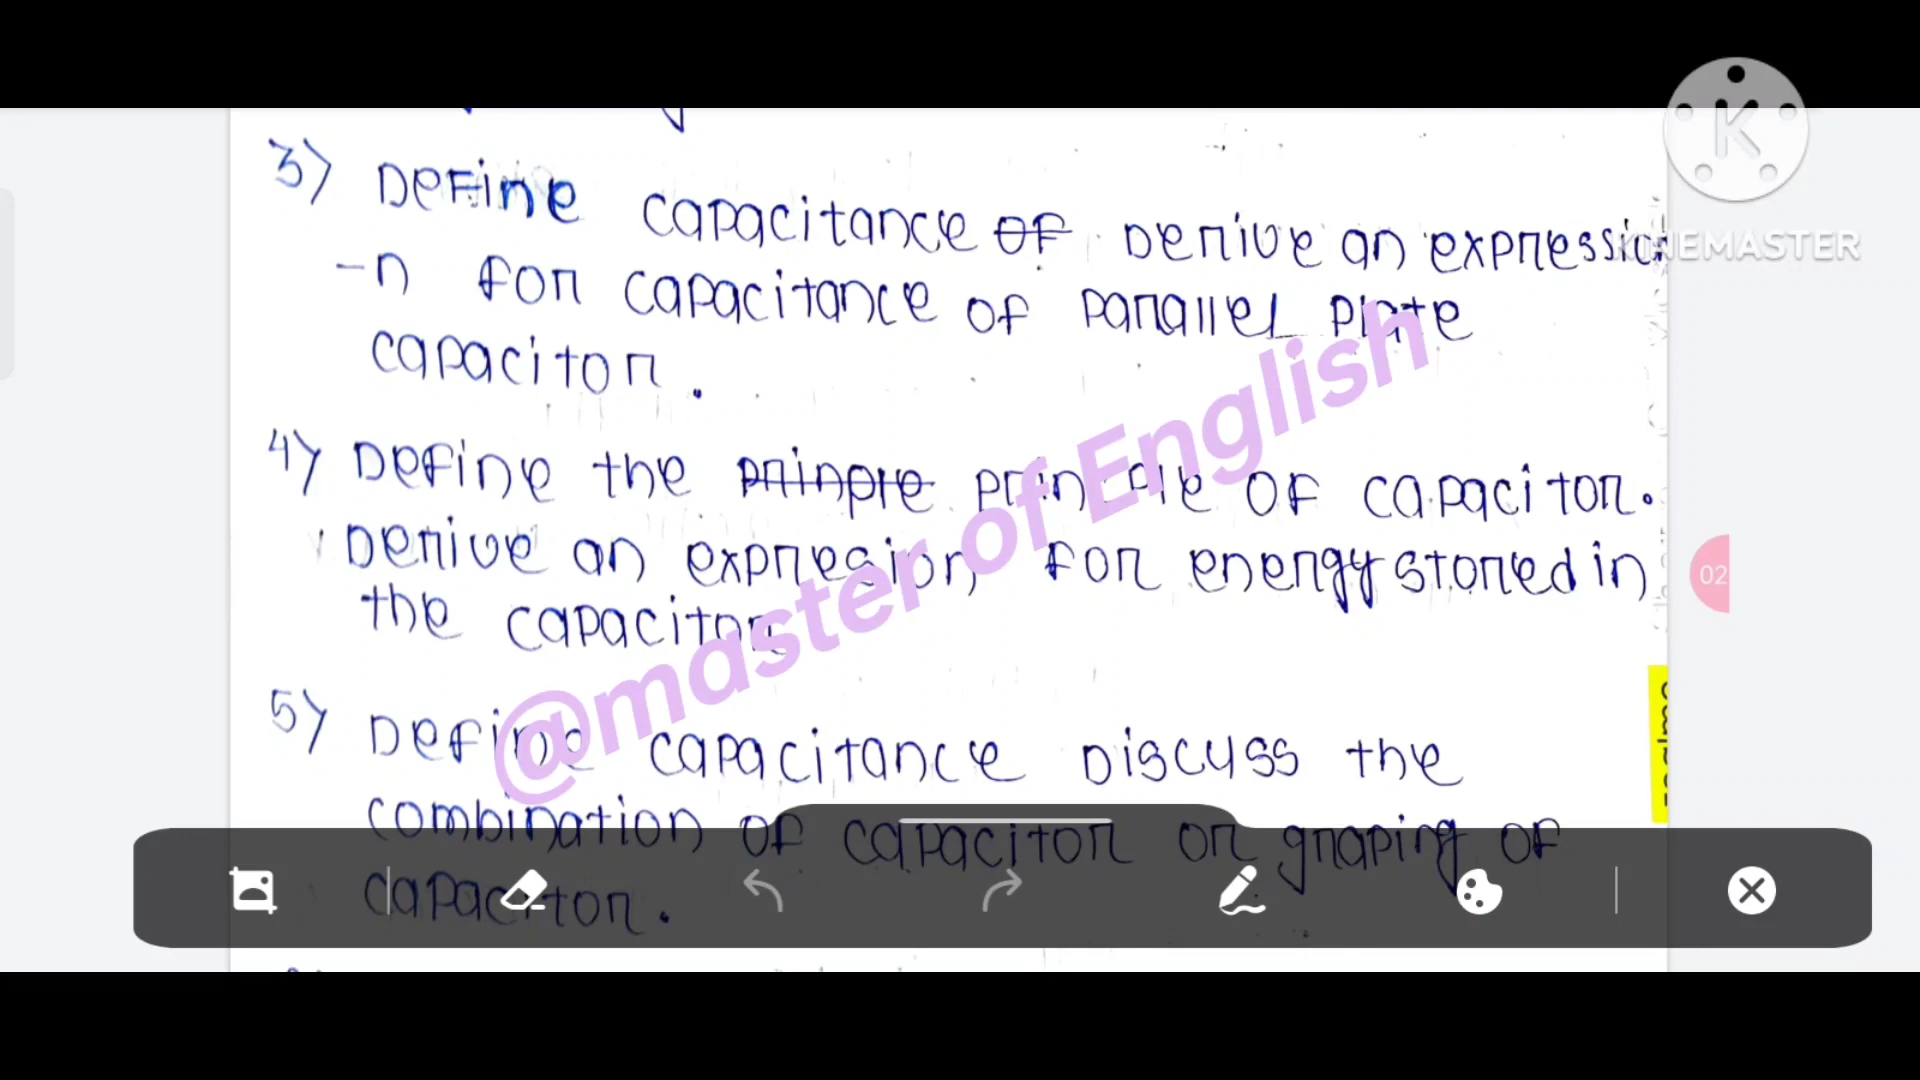 3) Define capacitance of Derive an expressio
-n for capacitance of parallel plate
capacitor.
4) Define the prinple principle of capacitor.
Derive an expresion for energy stored in
the capacitor
5) Define capacitance Discuss the
combination of capacitor or graping of
capacitor.
@master of English
KINEMASTER
K
02